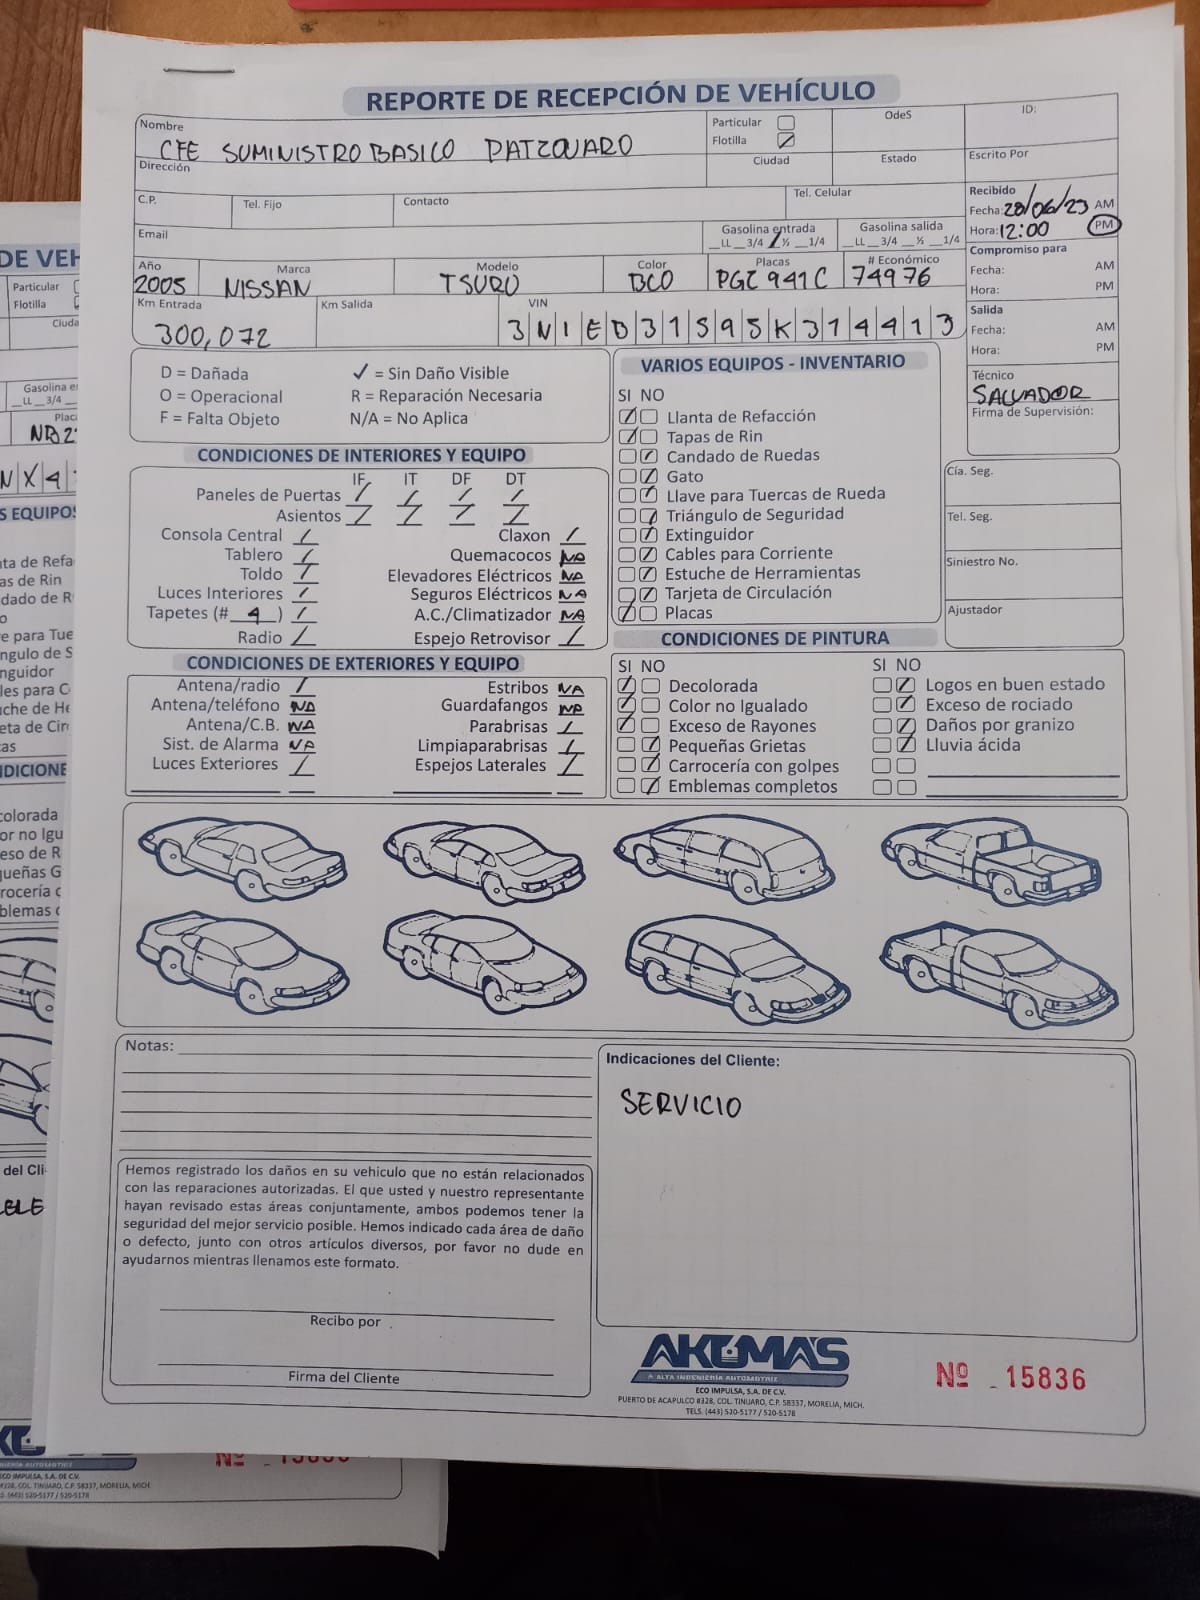 REPORTE DE RECEPCIÓN DE VEHÍCULO
Nombre
CFE SUMINISTRO BASICO PATZCUARO
Particular
Flotilla
OdeS
ID:
Dirección
Ciudad
Estado
Escrito Por
C.P.
Tel. Fijo
Contacto
Tel. Celular
Recibido
Fecha: 28/06/23 AM
Hora: 12:00 PM
Email
Gasolina entrada
__LL __3/4 __½ __1/4
Gasolina salida
__LL __3/4 __½ __1/4
Compromiso para
Fecha: AM
Hora: PM
Año
2005
Marca
NISSAN
Modelo
TSURO
Color
BCO
Placas
PGC 941C
# Económico
74976
Km Entrada
300,072
Km Salida
VIN
3N1ED31S95K314413
Salida
Fecha: AM
Hora: PM
Técnico
SALVADOR
Firma de Supervisión:
D = Dañada
✓ = Sin Daño Visible
O = Operacional
R = Reparación Necesaria
F = Falta Objeto
N/A = No Aplica
VARIOS EQUIPOS - INVENTARIO
SI NO
Llanta de Refacción
Tapas de Rin
Candado de Ruedas
Gato
Llave para Tuercas de Rueda
Triángulo de Seguridad
Extinguidor
Cables para Corriente
Estuche de Herramientas
Tarjeta de Circulación
Placas
Cía. Seg.
Tel. Seg.
Siniestro No.
Ajustador
CONDICIONES DE INTERIORES Y EQUIPO
IF IT DF DT
Paneles de Puertas
Asientos
Consola Central
Tablero
Toldo
Luces Interiores
Tapetes (# 4 )
Radio
Claxon
Quemacocos NA
Elevadores Eléctricos NA
Seguros Eléctricos NA
A.C./Climatizador NA
Espejo Retrovisor
CONDICIONES DE EXTERIORES Y EQUIPO
Antena/radio
Antena/teléfono NA
Antena/C.B. NA
Sist. de Alarma NA
Luces Exteriores
Estribos NA
Guardafangos NA
Parabrisas
Limpiaparabrisas
Espejos Laterales
CONDICIONES DE PINTURA
SI NO
Decolorada
Color no Igualado
Exceso de Rayones
Pequeñas Grietas
Carrocería con golpes
Emblemas completos
SI NO
Logos en buen estado
Exceso de rociado
Daños por granizo
Lluvia ácida
Notas:
Indicaciones del Cliente:
SERVICIO
Hemos registrado los daños en su vehiculo que no están relacionados
con las reparaciones autorizadas. El que usted y nuestro representante
hayan revisado estas áreas conjuntamente, ambos podemos tener la
seguridad del mejor servicio posible. Hemos indicado cada área de daño
o defecto, junto con otros artículos diversos, por favor no dude en
ayudarnos mientras llenamos este formato.
Recibo por
Firma del Cliente
AKUMAS
ALTA INGENIERÍA AUTOMOTRIZ
ECO IMPULSA, S.A. DE C.V.
PUERTO DE ACAPULCO #328, COL. TINIJARO, C.P. 58337, MORELIA, MICH.
TELS. (443) 520-5177 / 520-5178
Nº 15836